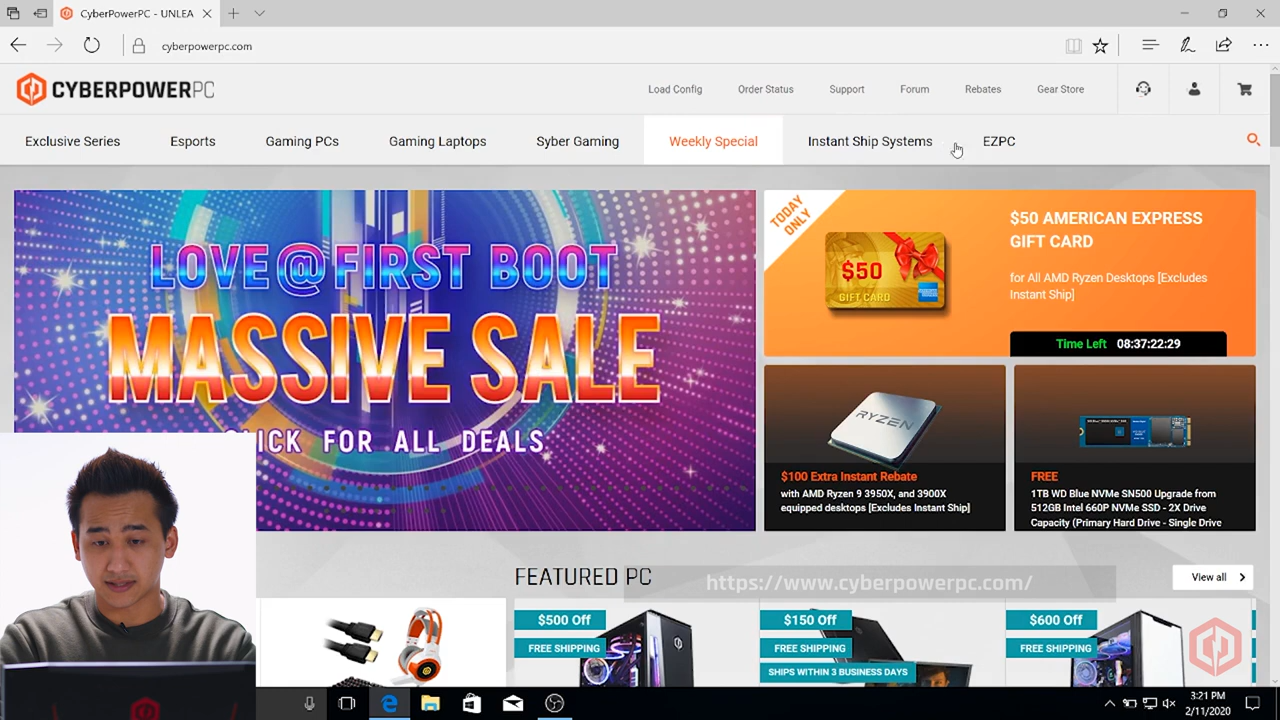 CyberPowerPC - UNLEA
cyberpowerpc.com
CYBERPOWERPC
Load Config
Order Status
Support
Forum
Rebates
Gear Store
Exclusive Series
Esports
Gaming PCs
Gaming Laptops
Syber Gaming
Weekly Special
Instant Ship Systems
EZPC
LOVE@FIRST BOOT
MASSIVE SALE
CLICK FOR ALL DEALS
TODAY
ONLY
$50
GIFT CARD
$50 AMERICAN EXPRESS
GIFT CARD
for All AMD Ryzen Desktops [Excludes
Instant Ship]
Time Left 08:37:22:29
RYZEN
$100 Extra Instant Rebate
with AMD Ryzen 9 3950X, and 3900X
equipped desktops [Excludes Instant Ship]
FREE
1TB WD Blue NVMe SN500 Upgrade from
512GB Intel 660P NVMe SSD - 2X Drive
Capacity (Primary Hard Drive - Single Drive
FEATURED PC
View all
https://www.cyberpowerpc.com/
$500 Off
FREE SHIPPING
$150 Off
FREE SHIPPING
SHIPS WITHIN 3 BUSINESS DAYS
$600 Off
FREE SHIPPING
3:21 PM
2/11/2020